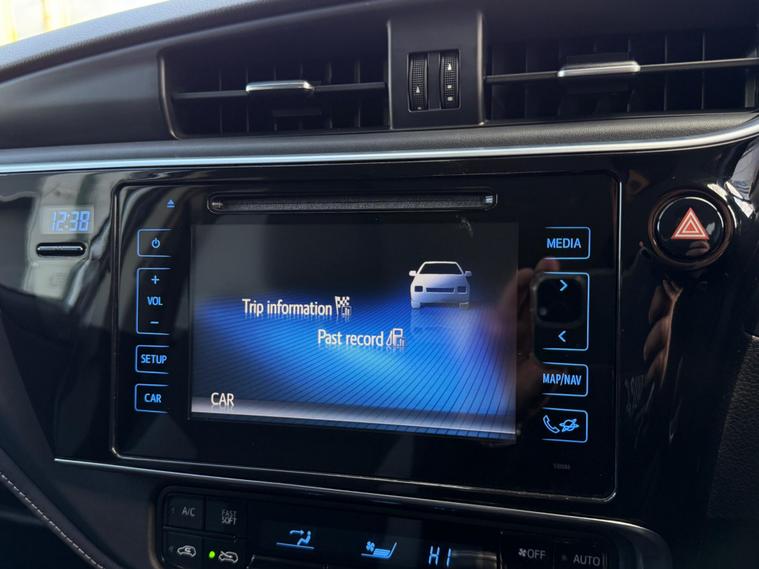 12:38
MEDIA
+
VOL
-
SETUP
CAR
Trip information
Past record
CAR
>
<
MAP/NAV
A/C
FAST
SOFT
HI
OFF
AUTO